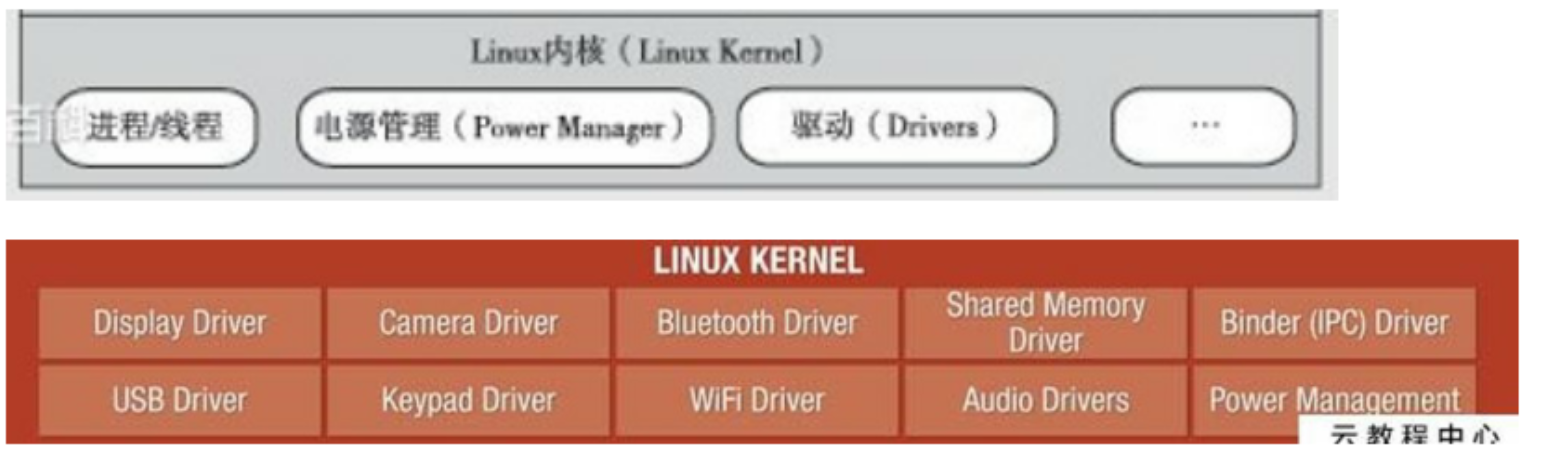 Linux内核（Linux Kernel）
进程/线程 电源管理（Power Manager） 驱动（Drivers） …
LINUX KERNEL
Display Driver Camera Driver Bluetooth Driver Shared Memory Driver Binder (IPC) Driver
USB Driver Keypad Driver WiFi Driver Audio Drivers Power Management
云教程中心